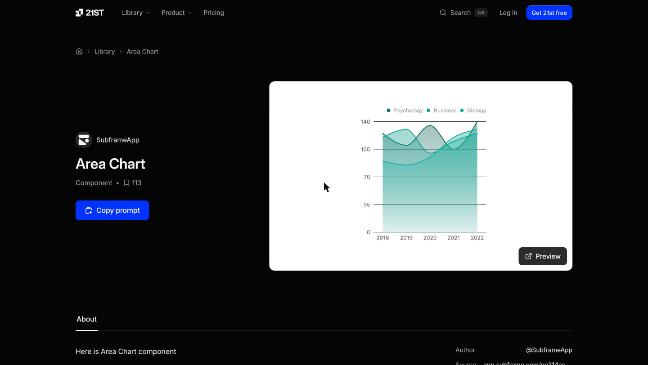 21ST
Library
Product
Pricing
Search
⌘K
Log in
Get 21st free
Library
Area Chart
SubframeApp
Area Chart
Component • 113
Copy prompt
Psychology Business Biology
140
105
70
35
0
2018 2019 2020 2021 2022
Preview
About
Here is Area Chart component
Author @SubframeApp
Source